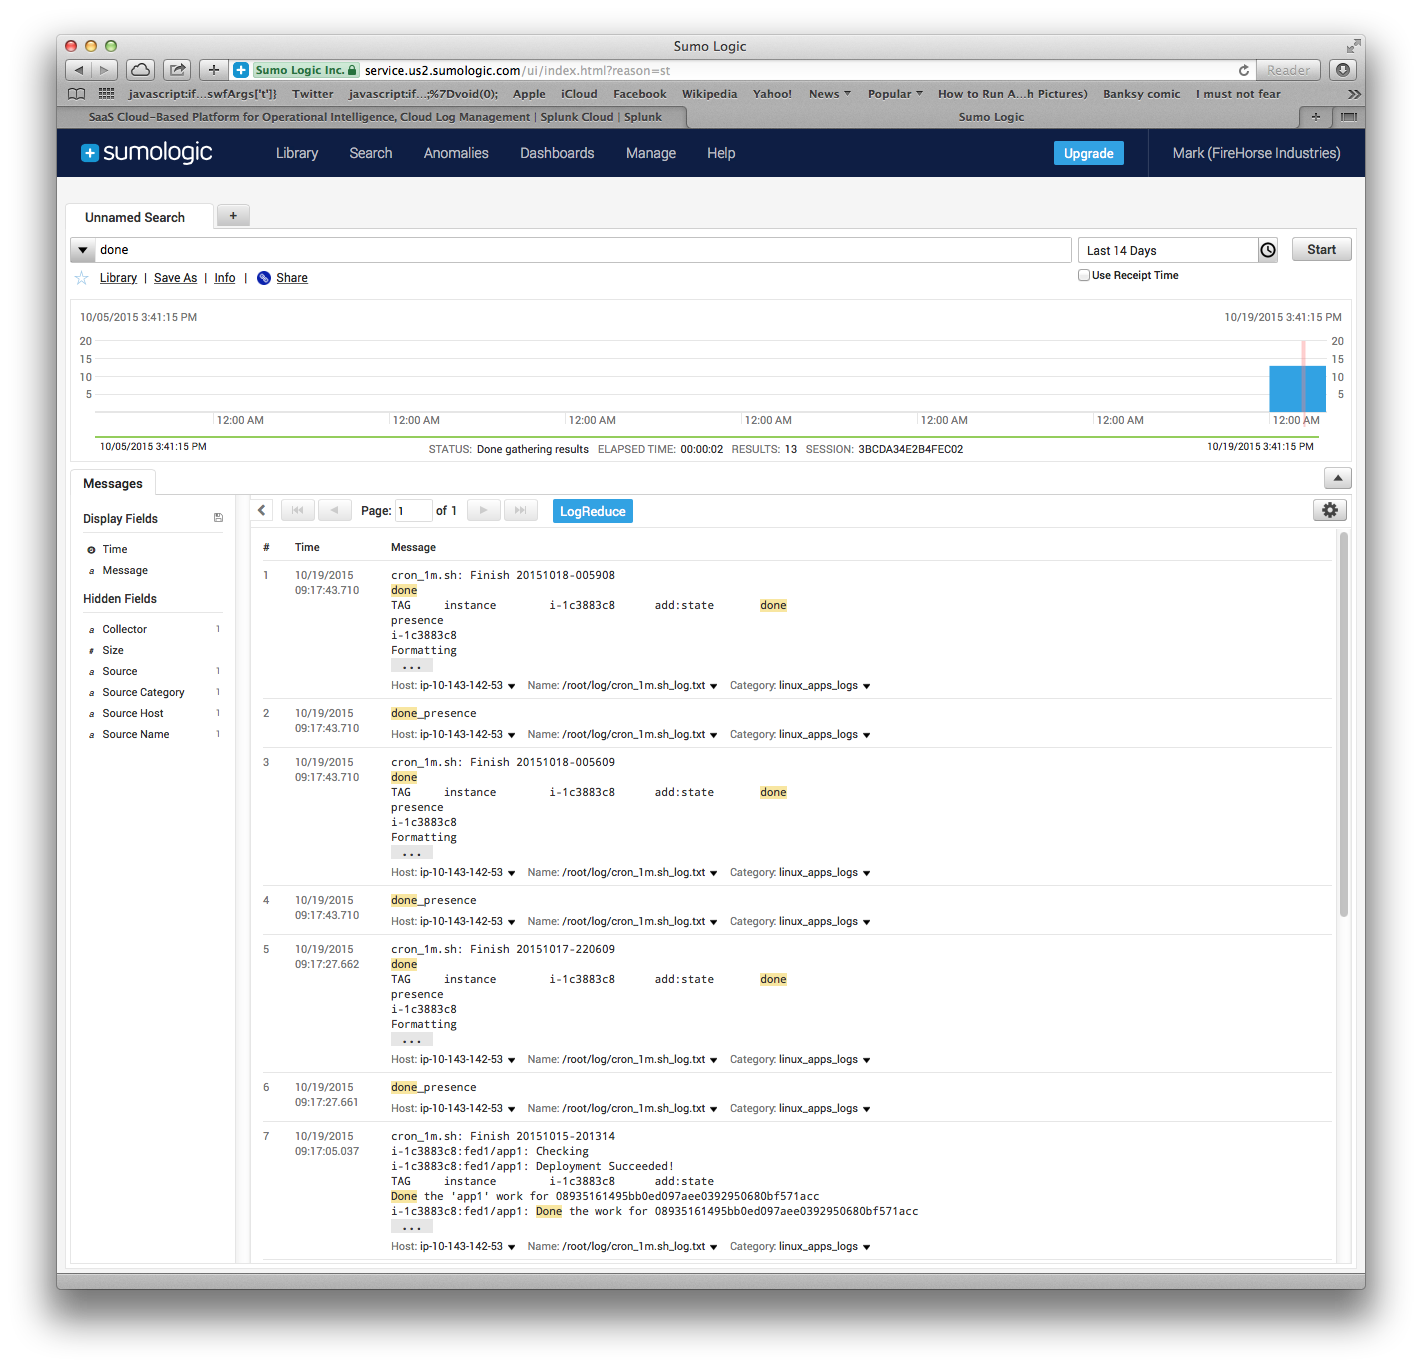 Sumo Logic
Sumo Logic Inc. service.us2.sumologic.com/ui/index.html?reason=st Reader
javascript:if...swfArgs['t']} Twitter javascript:if...;%7Dvoid(0); Apple iCloud Facebook Wikipedia Yahoo! News Popular How to Run A...h Pictures) Banksy comic I must not fear
SaaS Cloud-Based Platform for Operational Intelligence, Cloud Log Management | Splunk Cloud | Splunk Sumo Logic
sumologic Library Search Anomalies Dashboards Manage Help Upgrade Mark (FireHorse Industries)
Unnamed Search +
done Last 14 Days Start
Library | Save As | Info | Share Use Receipt Time
10/05/2015 3:41:15 PM 10/19/2015 3:41:15 PM
20 20
15 15
10 10
5 5
12:00 AM 12:00 AM 12:00 AM 12:00 AM 12:00 AM 12:00 AM 12:00 AM
10/05/2015 3:41:15 PM STATUS: Done gathering results ELAPSED TIME: 00:00:02 RESULTS: 13 SESSION: 3BCDA34E2B4FEC02 10/19/2015 3:41:15 PM
Messages
Display Fields
a Time
a Message
Hidden Fields
a Collector 1
# Size
a Source 1
a Source Category 1
a Source Host 1
a Source Name 1
Page: 1 of 1 LogReduce
# Time Message
1 10/19/2015 cron_1m.sh: Finish 20151018-005908
09:17:43.710 done
TAG instance i-1c3883c8 add:state done
presence
i-1c3883c8
Formatting
...
Host: ip-10-143-142-53 Name: /root/log/cron_1m.sh_log.txt Category: linux_apps_logs
2 10/19/2015 done_presence
09:17:43.710
Host: ip-10-143-142-53 Name: /root/log/cron_1m.sh_log.txt Category: linux_apps_logs
3 10/19/2015 cron_1m.sh: Finish 20151018-005609
09:17:43.710 done
TAG instance i-1c3883c8 add:state done
presence
i-1c3883c8
Formatting
...
Host: ip-10-143-142-53 Name: /root/log/cron_1m.sh_log.txt Category: linux_apps_logs
4 10/19/2015 done_presence
09:17:43.710
Host: ip-10-143-142-53 Name: /root/log/cron_1m.sh_log.txt Category: linux_apps_logs
5 10/19/2015 cron_1m.sh: Finish 20151017-220609
09:17:27.662 done
TAG instance i-1c3883c8 add:state done
presence
i-1c3883c8
Formatting
...
Host: ip-10-143-142-53 Name: /root/log/cron_1m.sh_log.txt Category: linux_apps_logs
6 10/19/2015 done_presence
09:17:27.661
Host: ip-10-143-142-53 Name: /root/log/cron_1m.sh_log.txt Category: linux_apps_logs
7 10/19/2015 cron_1m.sh: Finish 20151015-201314
09:17:05.037 i-1c3883c8:fed1/app1: Checking
i-1c3883c8:fed1/app1: Deployment Succeeded!
TAG instance i-1c3883c8 add:state
Done the 'app1' work for 08935161495bb0ed097aee0392950680bf571acc
i-1c3883c8:fed1/app1: Done the work for 08935161495bb0ed097aee0392950680bf571acc
...
Host: ip-10-143-142-53 Name: /root/log/cron_1m.sh_log.txt Category: linux_apps_logs